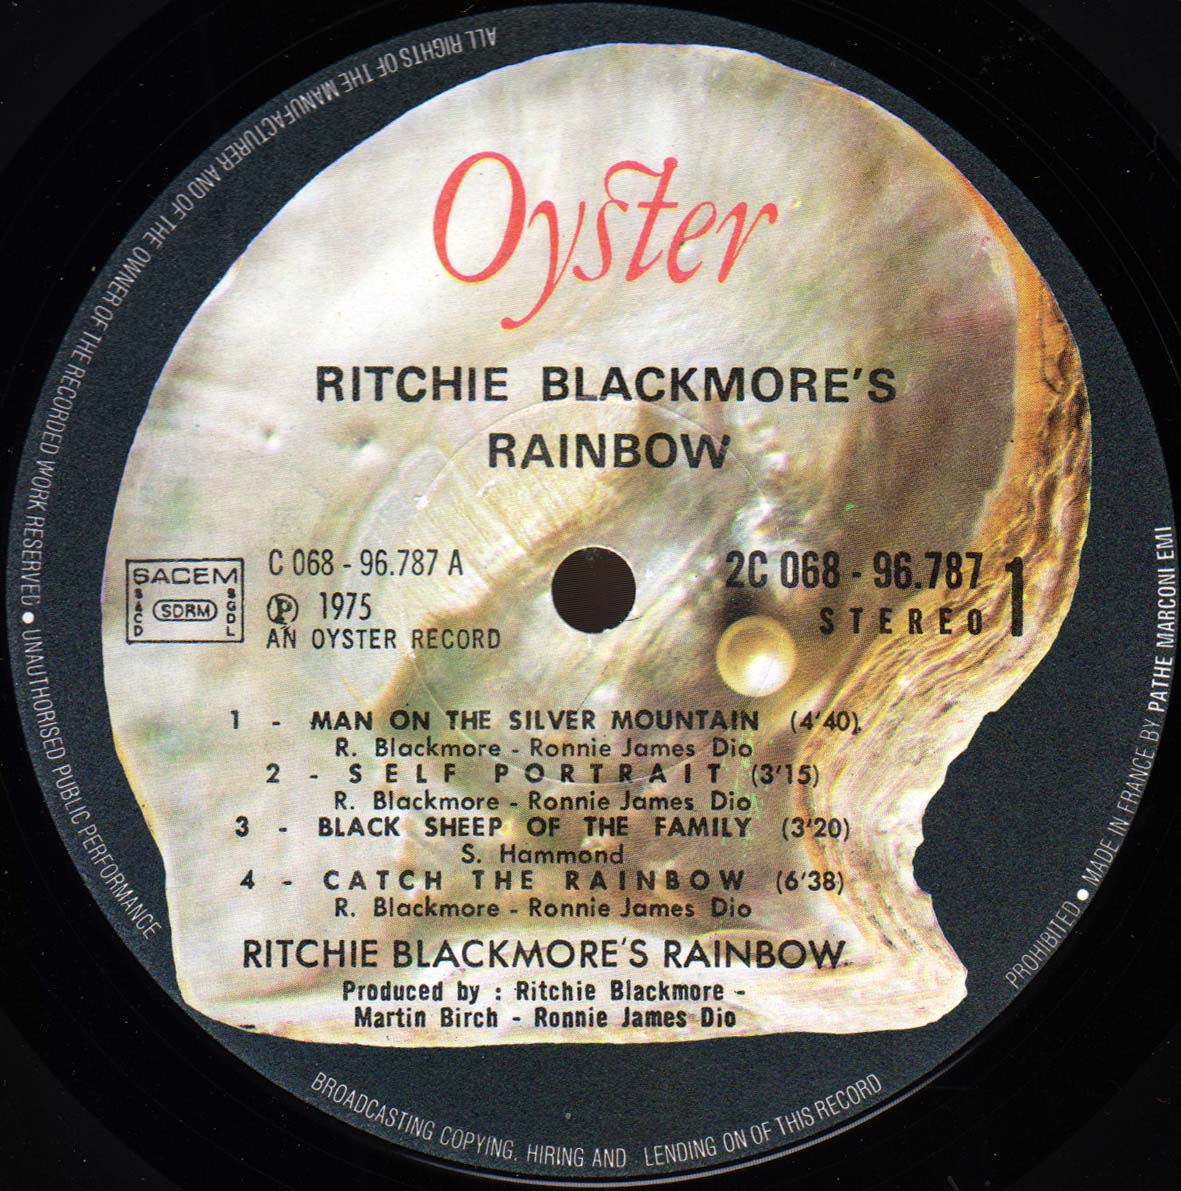 Oyster
RITCHIE BLACKMORE'S
RAINBOW
SACEM
SACD
SDRM
SGDL
C 068 - 96.787 A
Ⓟ 1975
AN OYSTER RECORD
2C 068 - 96.787
STEREO
1
1 - MAN ON THE SILVER MOUNTAIN (4'40)
R. Blackmore - Ronnie James Dio
2 - SELF PORTRAIT (3'15)
R. Blackmore - Ronnie James Dio
3 - BLACK SHEEP OF THE FAMILY (3'20)
S. Hammond
4 - CATCH THE RAINBOW (6'38)
R. Blackmore - Ronnie James Dio
RITCHIE BLACKMORE'S RAINBOW
Produced by : Ritchie Blackmore -
Martin Birch - Ronnie James Dio
ALL RIGHTS OF THE MANUFACTURER AND OF THE OWNER OF THE RECORDED WORK RESERVED • UNAUTHORISED PUBLIC PERFORMANCE
BROADCASTING COPYING. HIRING AND LENDING ON OF THIS RECORD
PROHIBITED • MADE IN FRANCE BY PATHE MARCONI EMI